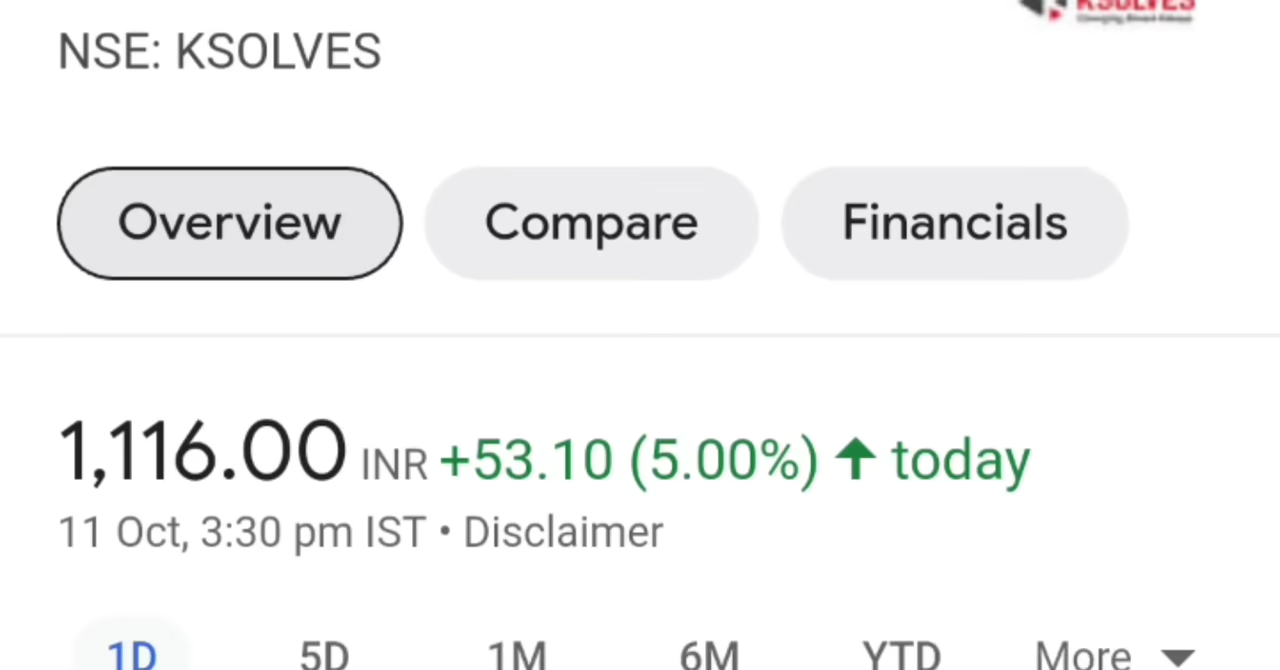 KSOLVES
NSE: KSOLVES
Overview Compare Financials
1,116.00 INR +53.10 (5.00%) ↑ today
11 Oct, 3:30 pm IST • Disclaimer
1D 5D 1M 6M YTD More